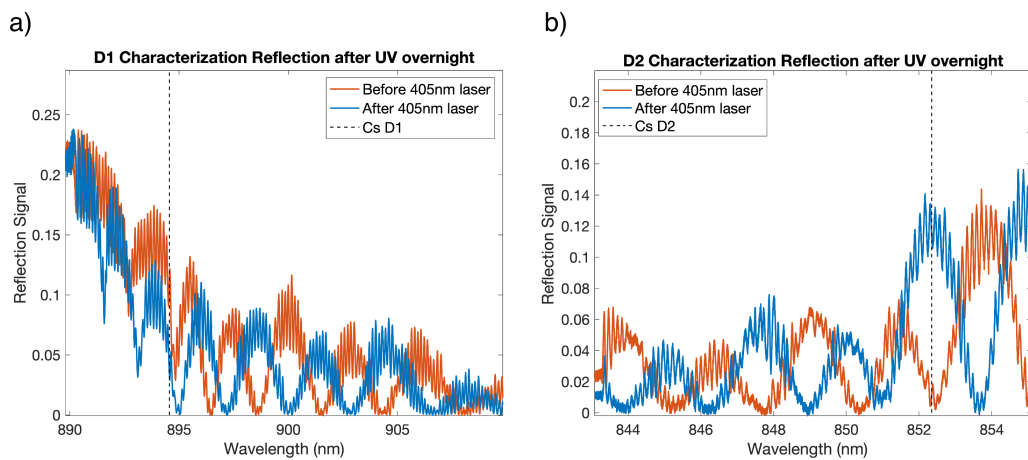 a)
D1 Characterization Reflection after UV overnight
Before 405nm laser
After 405nm laser
Cs D1
Reflection Signal
0.25
0.2
0.15
0.1
0.05
0
890
895
900
905
Wavelength (nm)
b)
D2 Characterization Reflection after UV overnight
Before 405nm laser
After 405nm laser
Cs D2
Reflection Signal
0.2
0.18
0.16
0.14
0.12
0.1
0.08
0.06
0.04
0.02
0
844
846
848
850
852
854
Wavelength (nm)